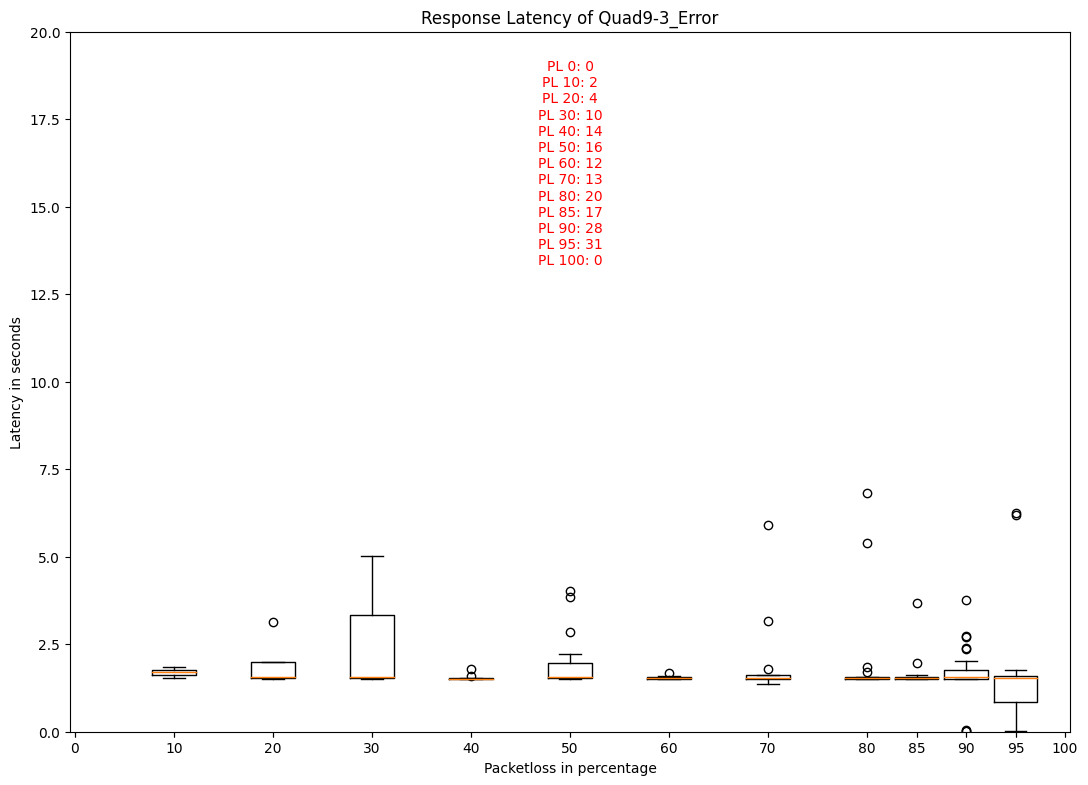 Response Latency of Quad9-3_Error
20.0
17.5
15.0
12.5
10.0
7.5
5.0
2.5
0.0
Latency in seconds
PL 0: 0
PL 10: 2
PL 20: 4
PL 30: 10
PL 40: 14
PL 50: 16
PL 60: 12
PL 70: 13
PL 80: 20
PL 85: 17
PL 90: 28
PL 95: 31
PL 100: 0
0 10 20 30 40 50 60 70 80 85 90 95 100
Packetloss in percentage